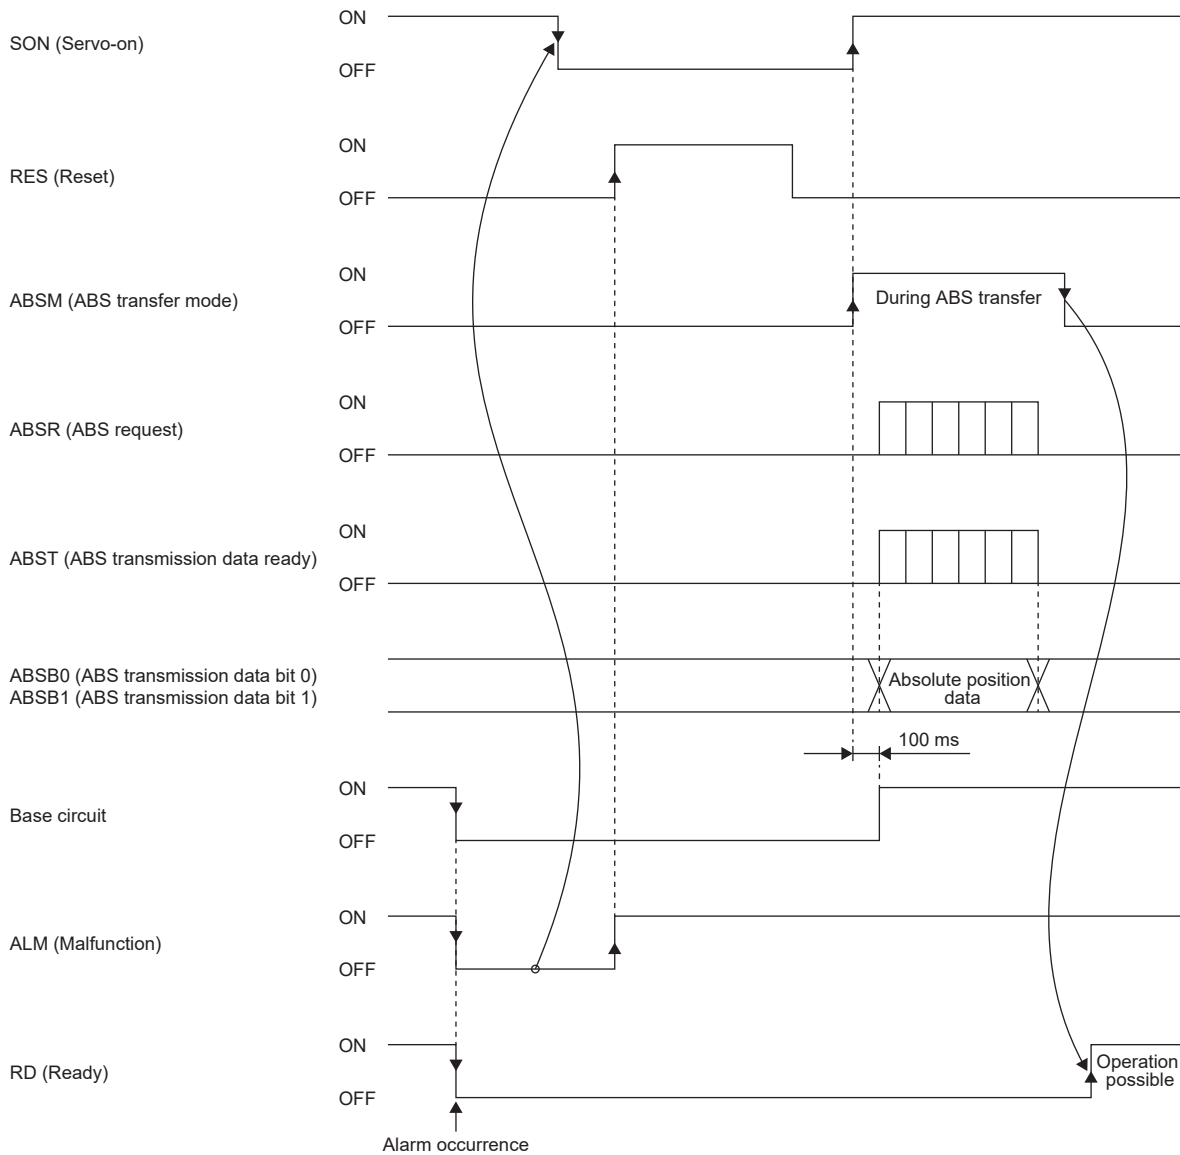 ON
SON (Servo-on)
OFF
ON
RES (Reset)
OFF
ON
ABSM (ABS transfer mode)
During ABS transfer
OFF
ON
ABSR (ABS request)
OFF
ON
ABST (ABS transmission data ready)
OFF
ABSB0 (ABS transmission data bit 0)
ABSB1 (ABS transmission data bit 1)
Absolute position
data
100 ms
ON
Base circuit
OFF
ON
ALM (Malfunction)
OFF
ON
RD (Ready)
Operation
possible
OFF
Alarm occurrence